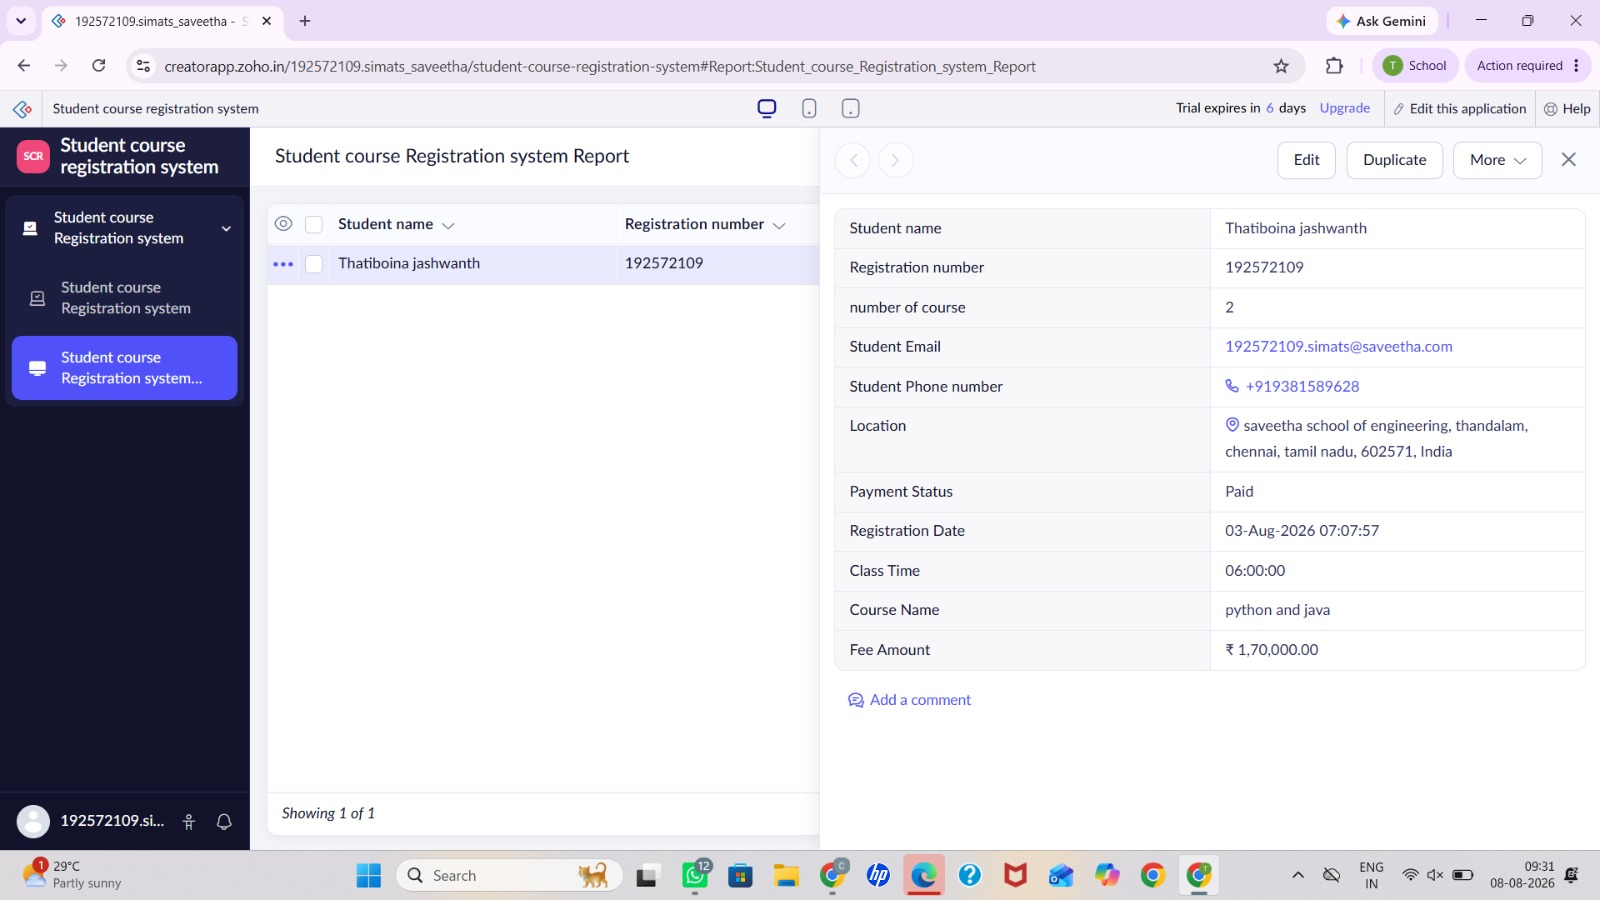 192572109.simats_saveetha - S
Ask Gemini
creatorapp.zoho.in/192572109.simats_saveetha/student-course-registration-system#Report:Student_course_Registration_system_Report
T School
Action required
Student course registration system
Trial expires in 6 days Upgrade
Edit this application
Help
SCR
Student course
registration system
Student course
Registration system
Student course
Registration system
Student course
Registration system...
192572109.si...
Student course Registration system Report
Student name
Registration number
Thatiboina jashwanth
192572109
Showing 1 of 1
Edit
Duplicate
More
Student name
Thatiboina jashwanth
Registration number
192572109
number of course
2
Student Email
192572109.simats@saveetha.com
Student Phone number
+919381589628
Location
saveetha school of engineering, thandalam,
chennai, tamil nadu, 602571, India
Payment Status
Paid
Registration Date
03-Aug-2026 07:07:57
Class Time
06:00:00
Course Name
python and java
Fee Amount
₹ 1,70,000.00
Add a comment
1
29°C
Partly sunny
Search
12
C
hp
T
ENG
IN
09:31
08-08-2026